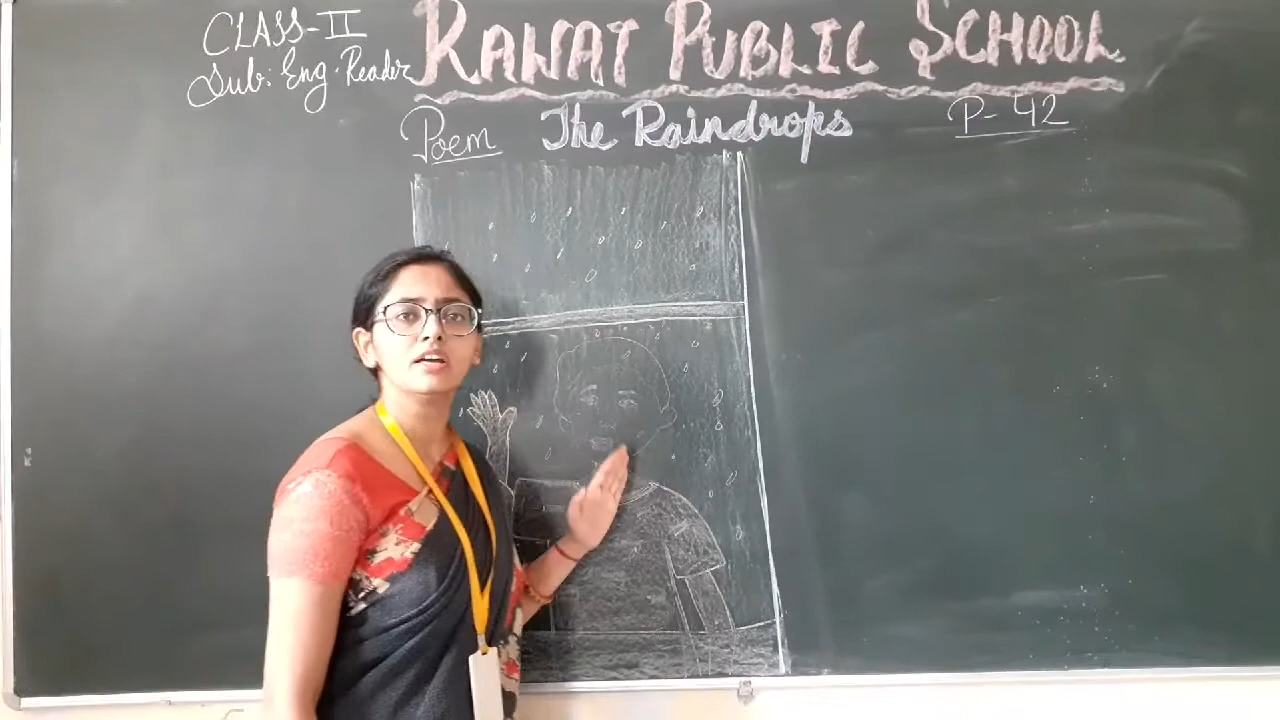 CLASS-II
RAWAT PUBLIC SCHOOL
Sub: Eng. Reader
Poem The Raindrops P-42